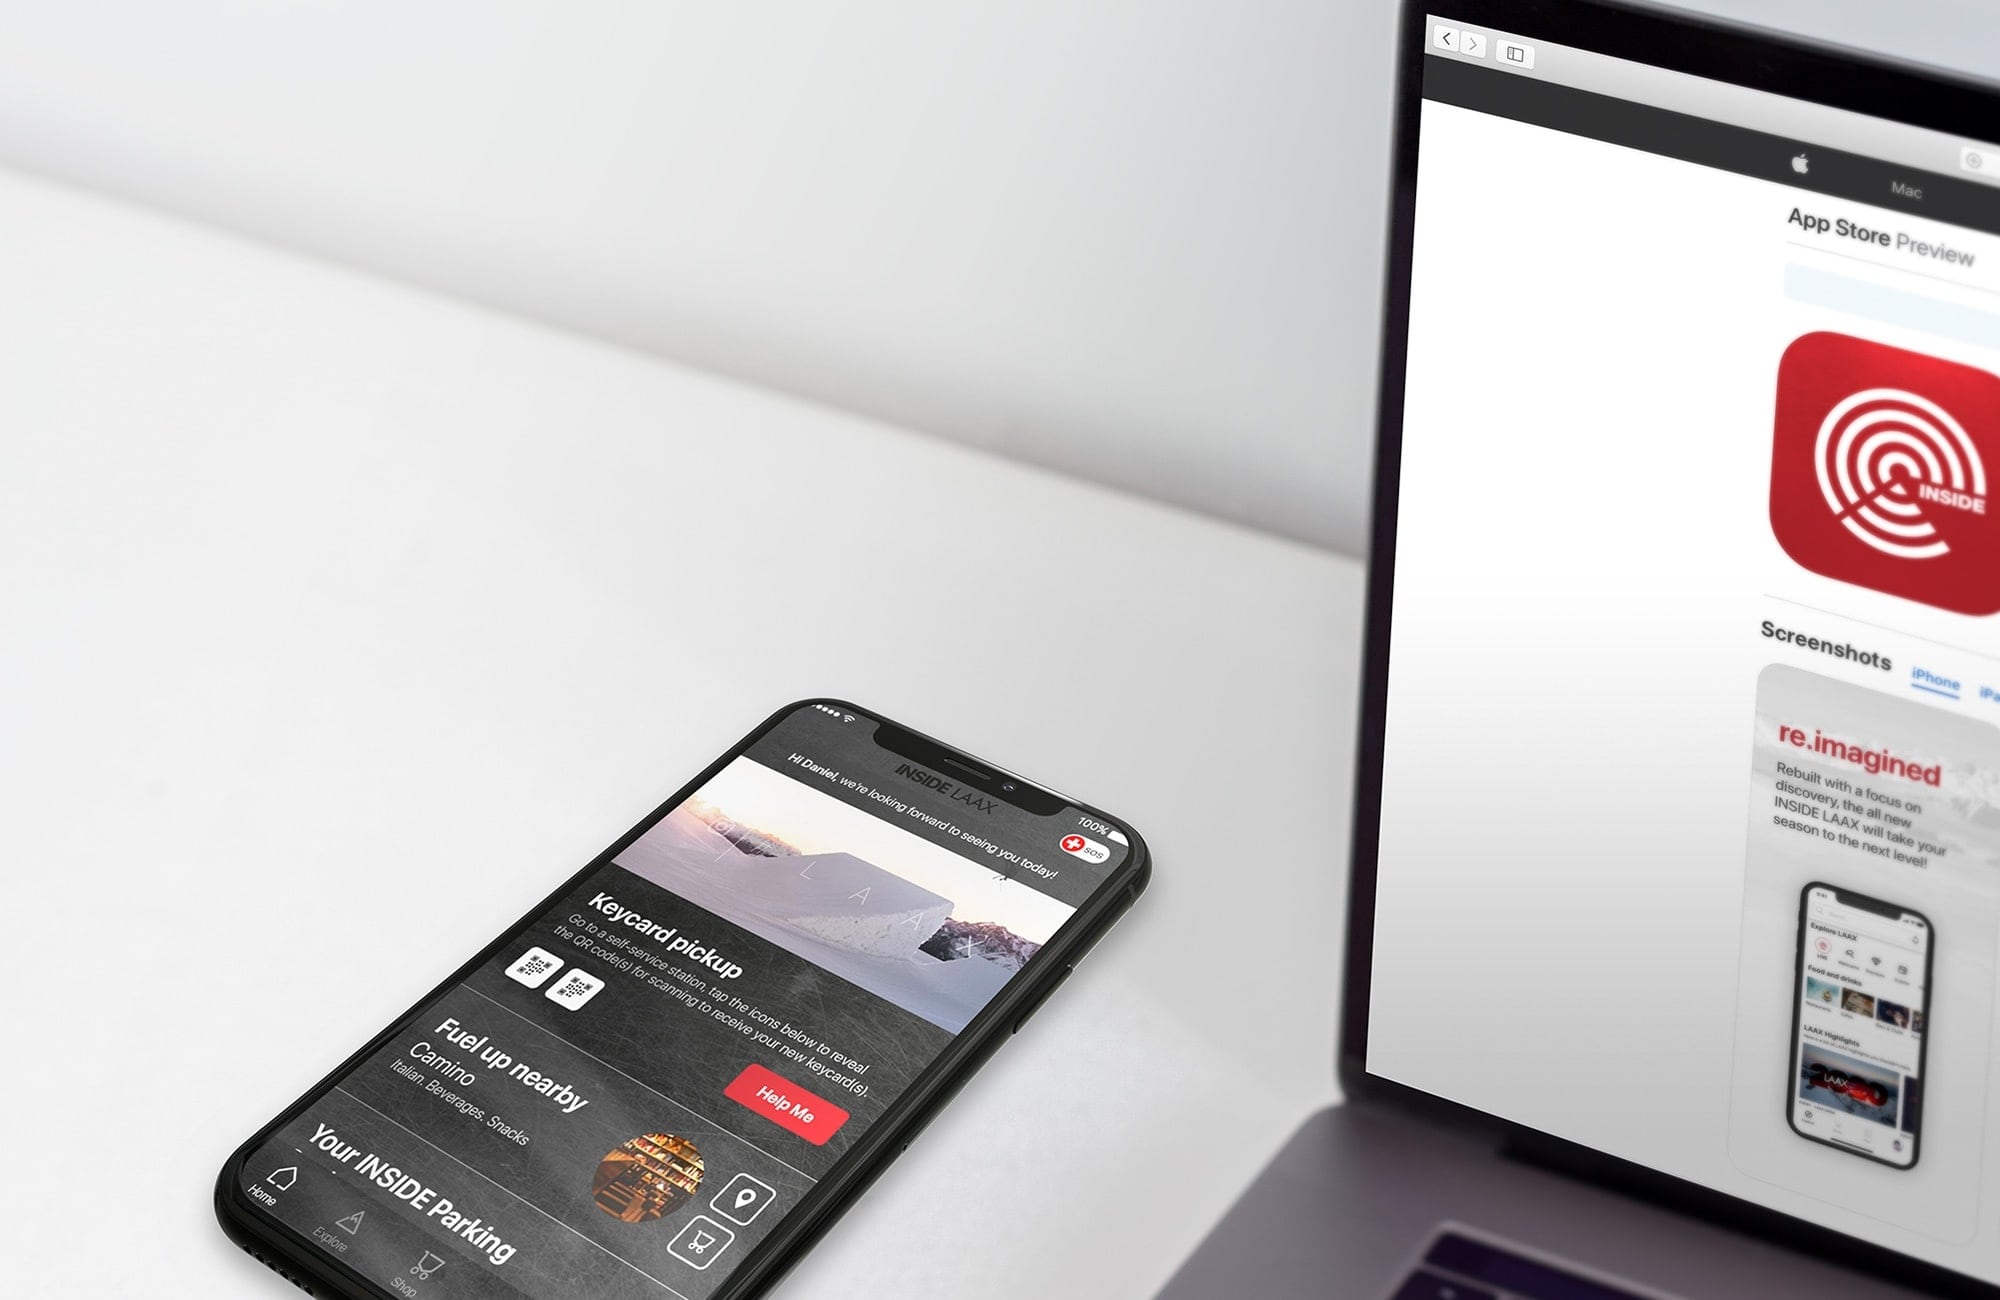 100%
INSIDE LAAX
Hi Daniel, we're looking forward to seeing you today!
SOS
L A A X
Keycard pickup
Go to a self-service station, tap the icons below to reveal
the QR code(s) for scanning to receive your new keycard(s).
Help Me
Fuel up nearby
Camino
Italian, Beverages, Snacks
Your INSIDE Parking
Home
Explore
Shop
Mac
App Store Preview
INSIDE
Screenshots
iPhone
iPa
re.imagined
Rebuilt with a focus on
discovery, the all new
INSIDE LAAX will take your
season to the next level!
Explore LAAX
Food and drinks
LAAX Highlights
LAAX